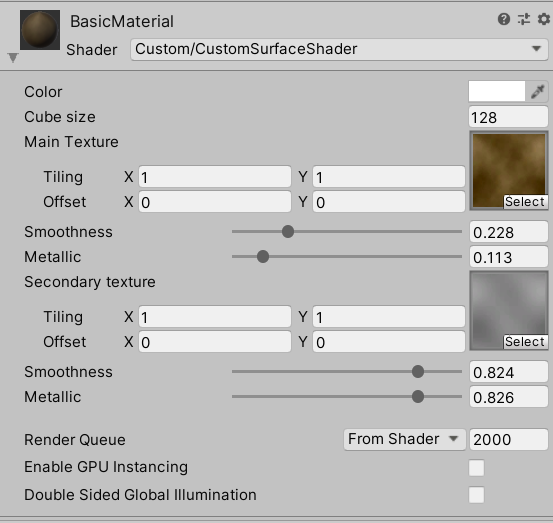 BasicMaterial
Shader Custom/CustomSurfaceShader
Color
Cube size 128
Main Texture
Tiling X 1 Y 1
Offset X 0 Y 0
Select
Smoothness 0.228
Metallic 0.113
Secondary texture
Tiling X 1 Y 1
Offset X 0 Y 0
Select
Smoothness 0.824
Metallic 0.826
Render Queue From Shader 2000
Enable GPU Instancing
Double Sided Global Illumination